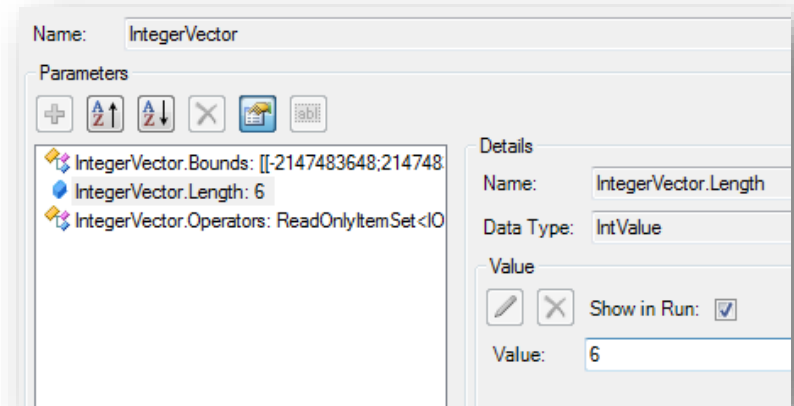 Name: IntegerVector
Parameters
IntegerVector.Bounds: [[-2147483648;214748
IntegerVector.Length: 6
IntegerVector.Operators: ReadOnlyItemSet<IO
Details
Name: IntegerVector.Length
Data Type: IntValue
Value
Show in Run:
Value: 6